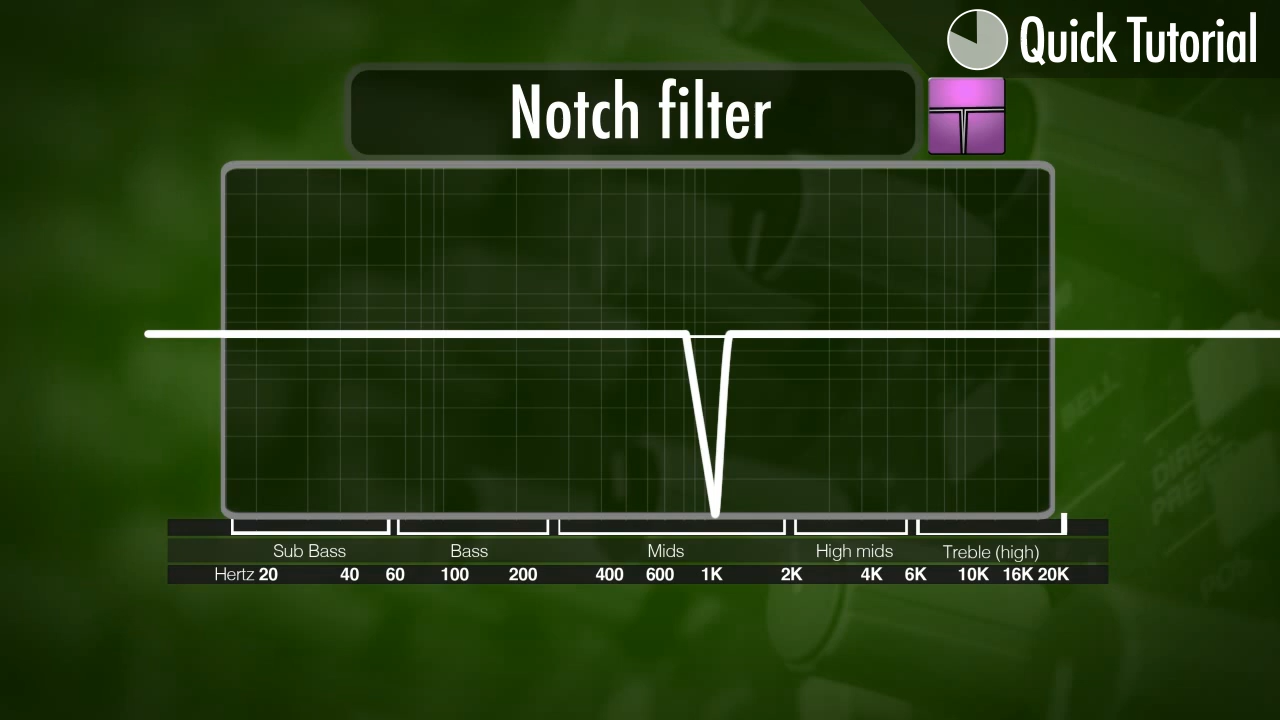 Quick Tutorial
Notch filter
BELL
Sub Bass Bass Mids High mids Treble (high)
Hertz 20 40 60 100 200 400 600 1K 2K 4K 6K 10K 16K 20K